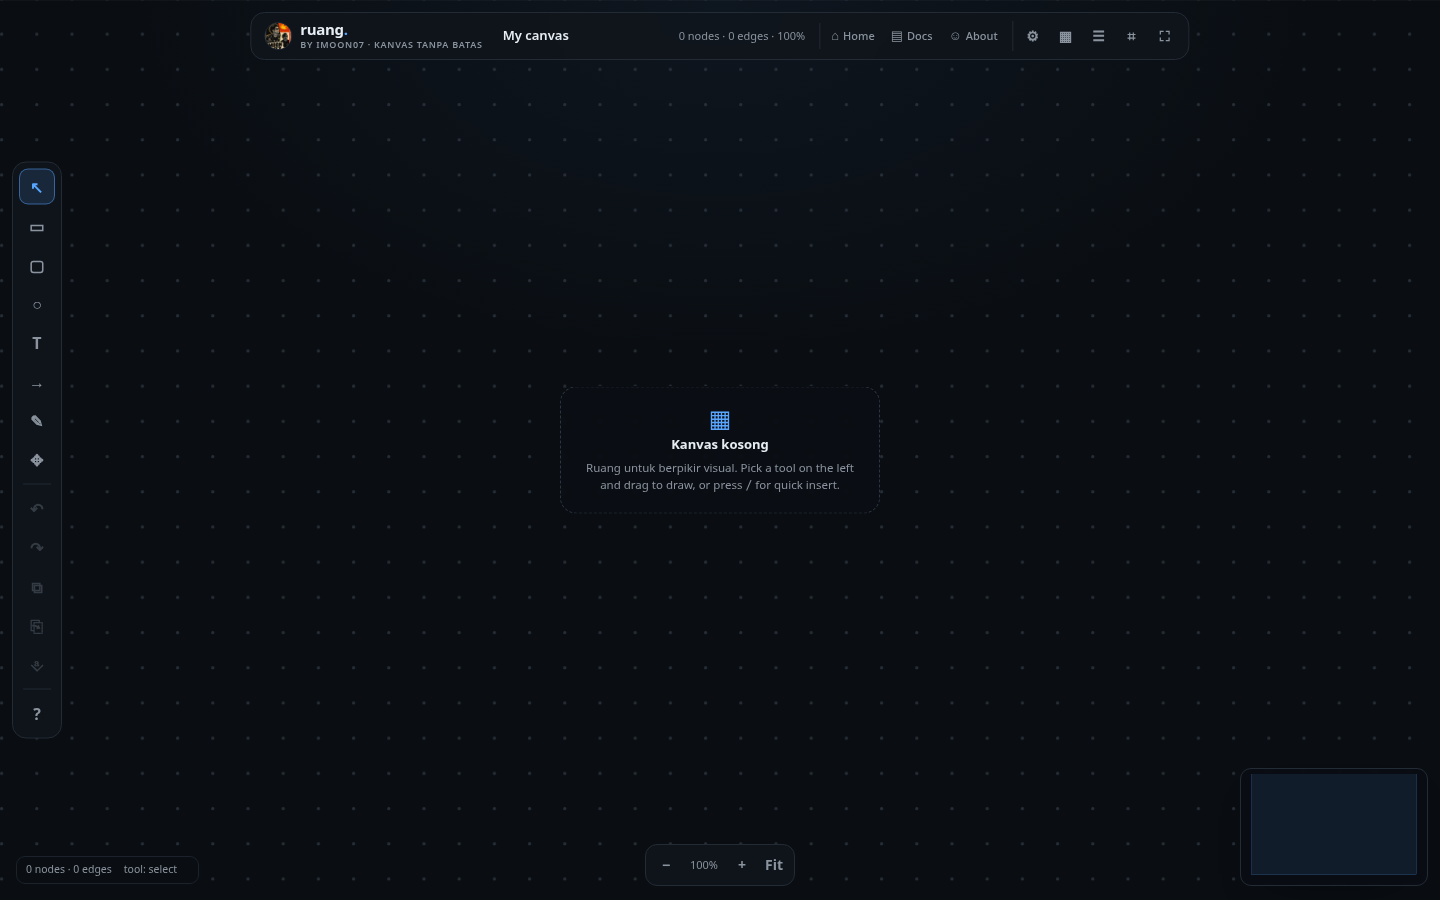 ruang.
BY IMOON07 · KANVAS TANPA BATAS
My canvas
0 nodes · 0 edges · 100%
Home
Docs
About
T
Kanvas kosong
Ruang untuk berpikir visual. Pick a tool on the left
and drag to draw, or press / for quick insert.
?
0 nodes · 0 edges tool: select
− 100% + Fit